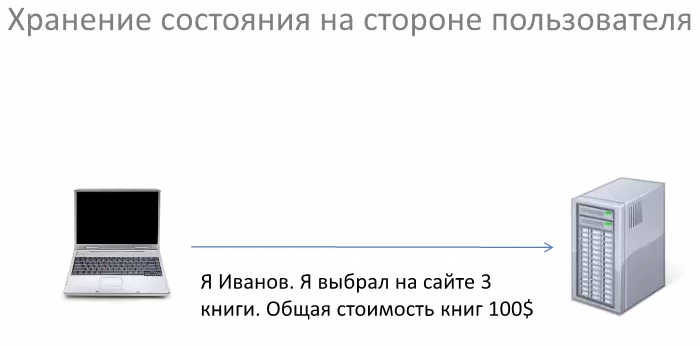 Хранение состояния на стороне пользователя
Я Иванов. Я выбрал на сайте 3
книги. Общая стоимость книг 100$